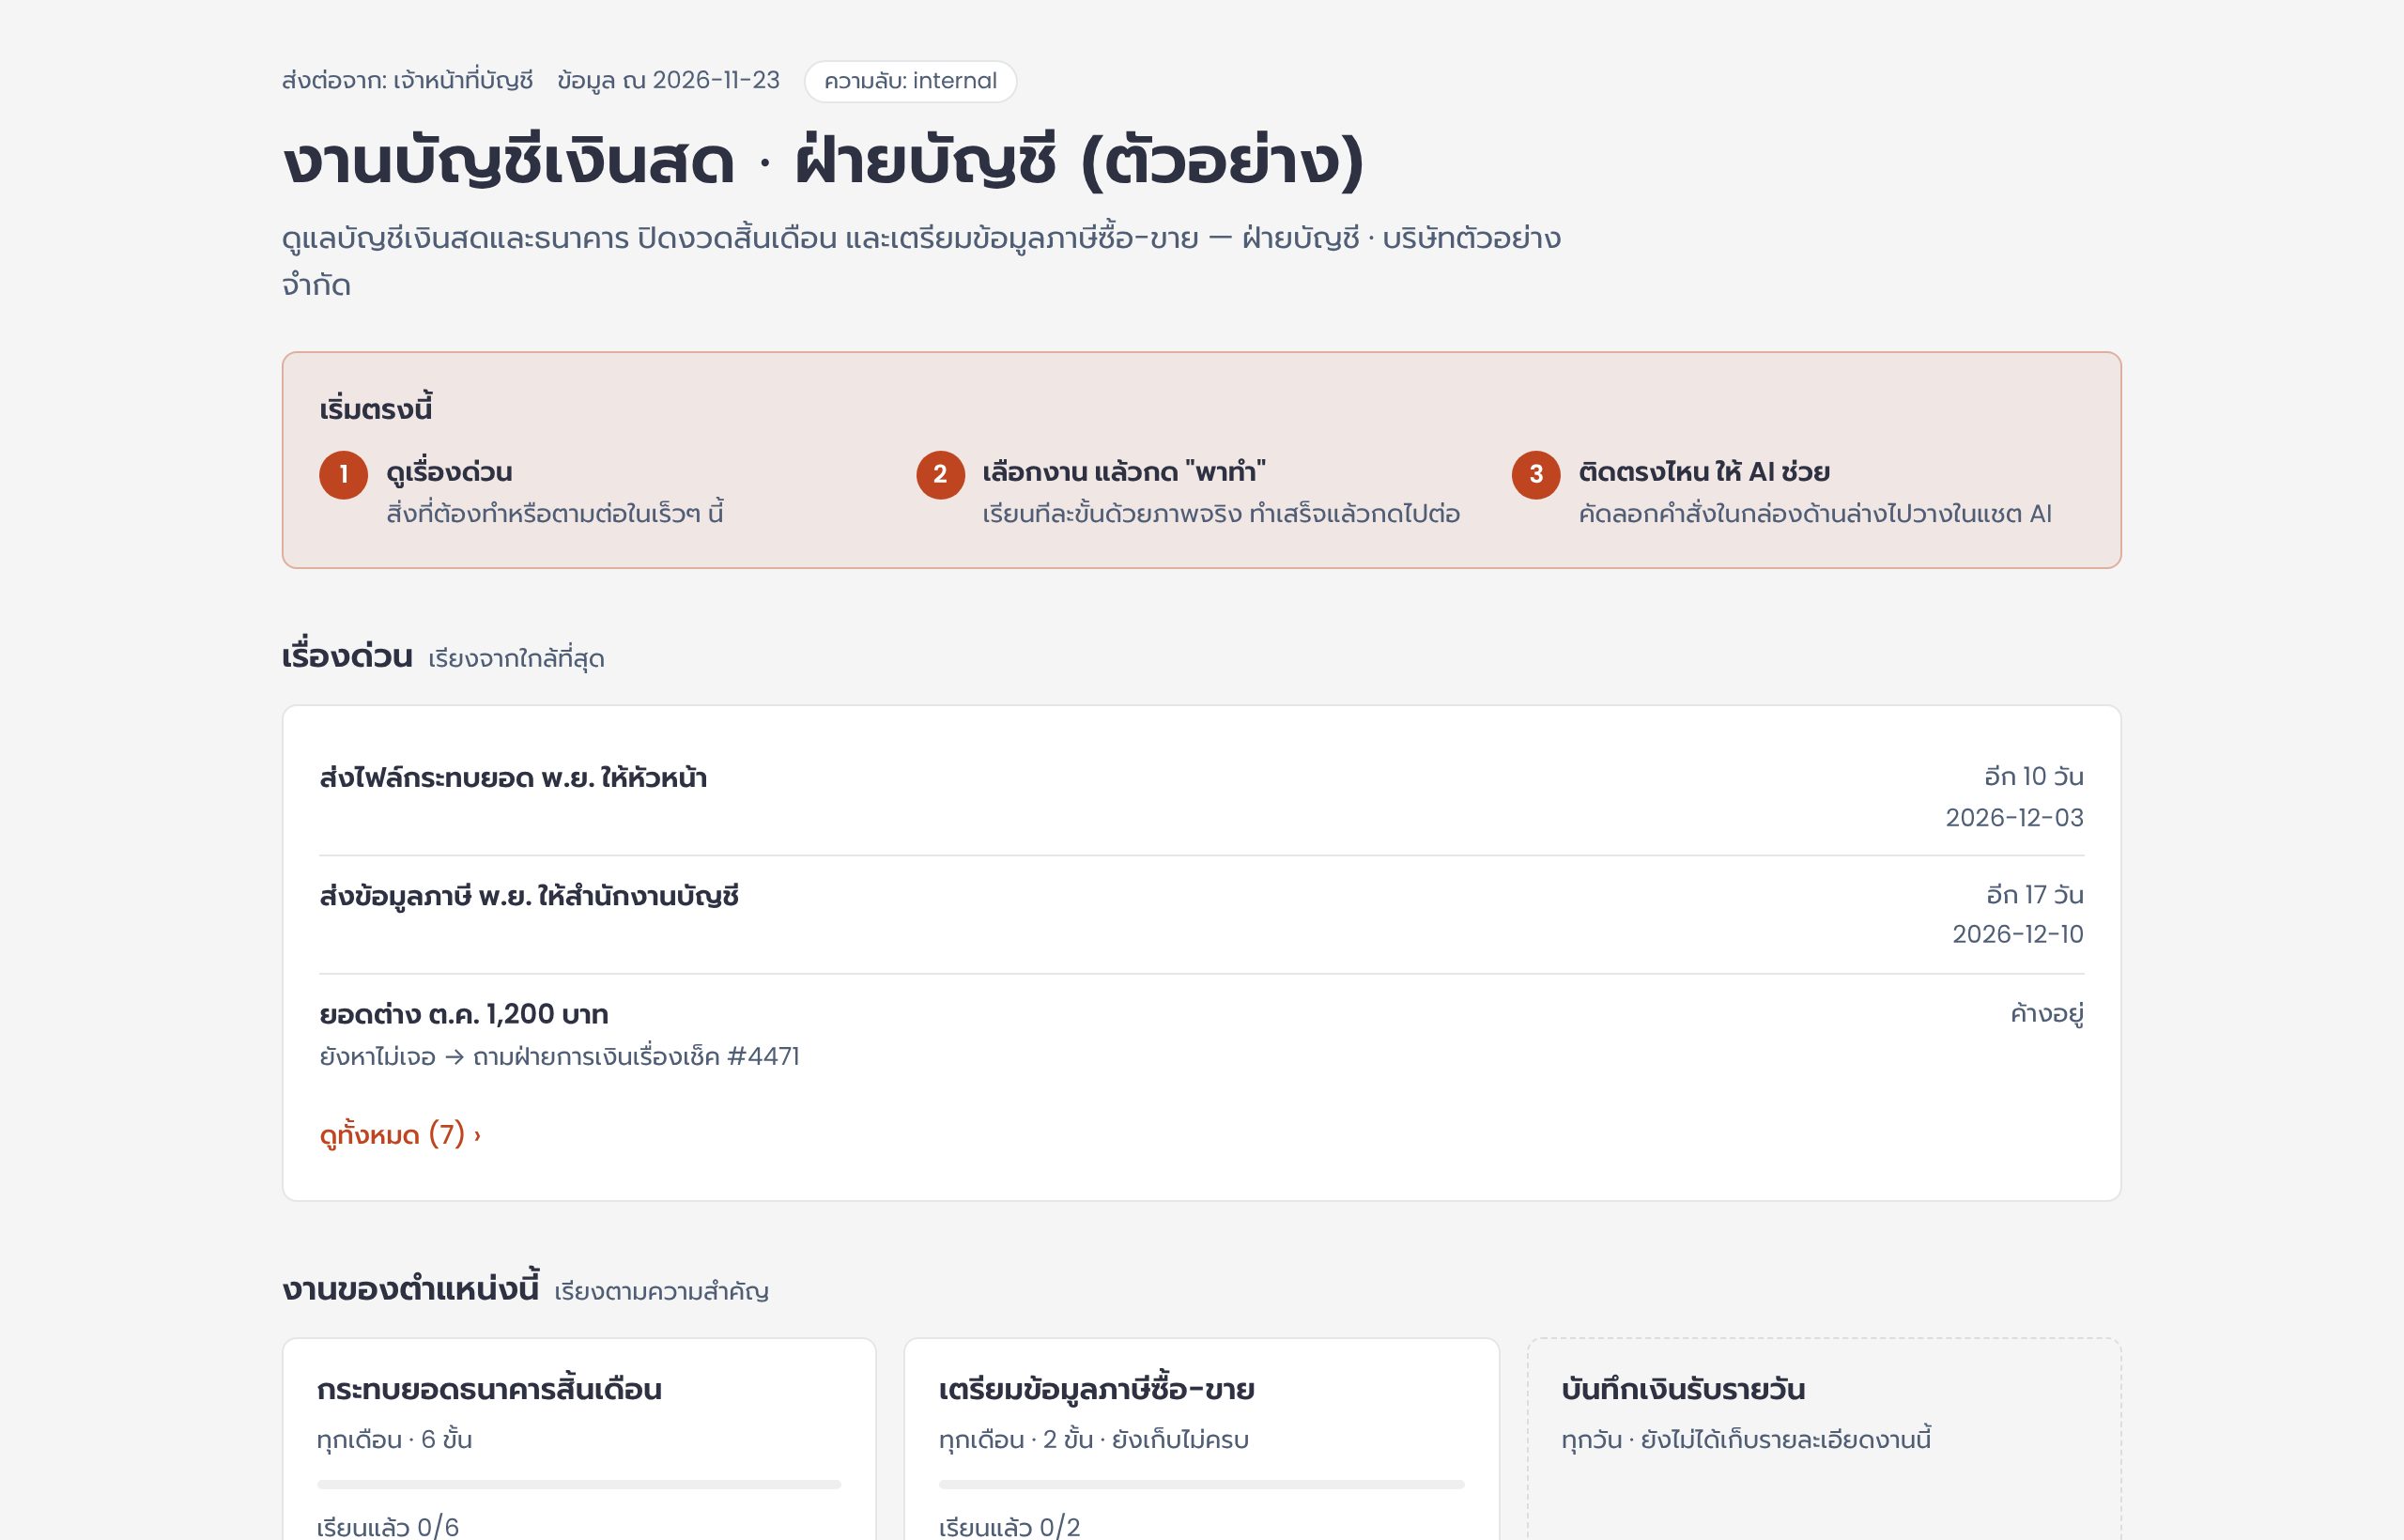 ส่งต่อจาก: เจ้าหน้าที่บัญชี ข้อมูล ณ 2026-11-23 ความลับ: internal
งานบัญชีเงินสด · ฝ่ายบัญชี (ตัวอย่าง)
ดูแลบัญชีเงินสดและธนาคาร ปิดงวดสิ้นเดือน และเตรียมข้อมูลภาษีซื้อ-ขาย — ฝ่ายบัญชี · บริษัทตัวอย่าง
จำกัด
เริ่มตรงนี้
1 ดูเรื่องด่วน
สิ่งที่ต้องทำหรือตามต่อในเร็วๆ นี้
2 เลือกงาน แล้วกด "พาทำ"
เรียนทีละขั้นด้วยภาพจริง ทำเสร็จแล้วกดไปต่อ
3 ติดตรงไหน ให้ AI ช่วย
คัดลอกคำสั่งในกล่องด้านล่างไปวางในแชต AI
เรื่องด่วน เรียงจากใกล้ที่สุด
ส่งไฟล์กระทบยอด พ.ย. ให้หัวหน้า อีก 10 วัน
2026-12-03
ส่งข้อมูลภาษี พ.ย. ให้สำนักงานบัญชี อีก 17 วัน
2026-12-10
ยอดต่าง ต.ค. 1,200 บาท ค้างอยู่
ยังหาไม่เจอ → ถามฝ่ายการเงินเรื่องเช็ค #4471
ดูทั้งหมด (7) ›
งานของตำแหน่งนี้ เรียงตามความสำคัญ
กระทบยอดธนาคารสิ้นเดือน
ทุกเดือน · 6 ขั้น
เรียนแล้ว 0/6
เตรียมข้อมูลภาษีซื้อ-ขาย
ทุกเดือน · 2 ขั้น · ยังเก็บไม่ครบ
เรียนแล้ว 0/2
บันทึกเงินรับรายวัน
ทุกวัน · ยังไม่ได้เก็บรายละเอียดงานนี้